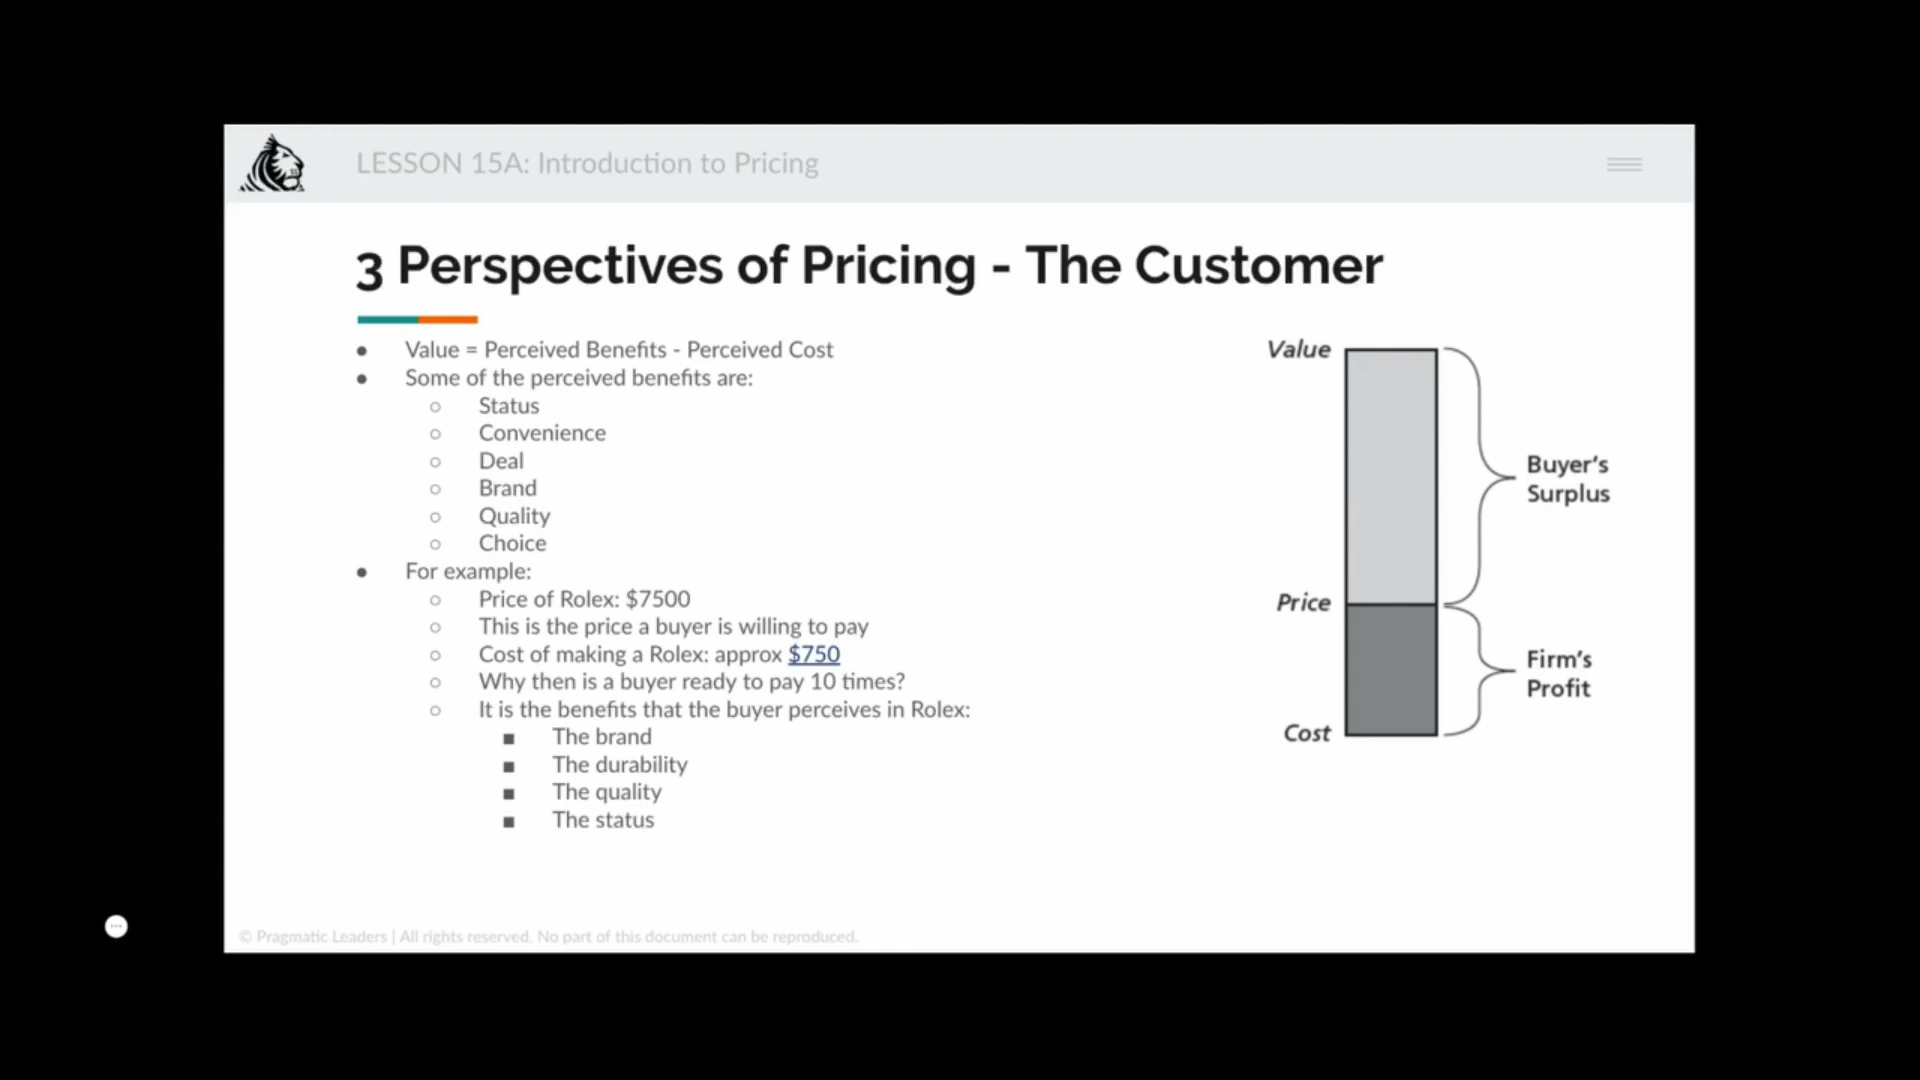 LESSON 15A: Introduction to Pricing
3 Perspectives of Pricing - The Customer
● Value = Perceived Benefits - Perceived Cost
● Some of the perceived benefits are:
○ Status
○ Convenience
○ Deal
○ Brand
○ Quality
○ Choice
● For example:
○ Price of Rolex: $7500
○ This is the price a buyer is willing to pay
○ Cost of making a Rolex: approx $750
○ Why then is a buyer ready to pay 10 times?
○ It is the benefits that the buyer perceives in Rolex:
■ The brand
■ The durability
■ The quality
■ The status
Value
Buyer's
Surplus
Price
Firm's
Profit
Cost
© Pragmatic Leaders | All rights reserved. No part of this document can be reproduced.